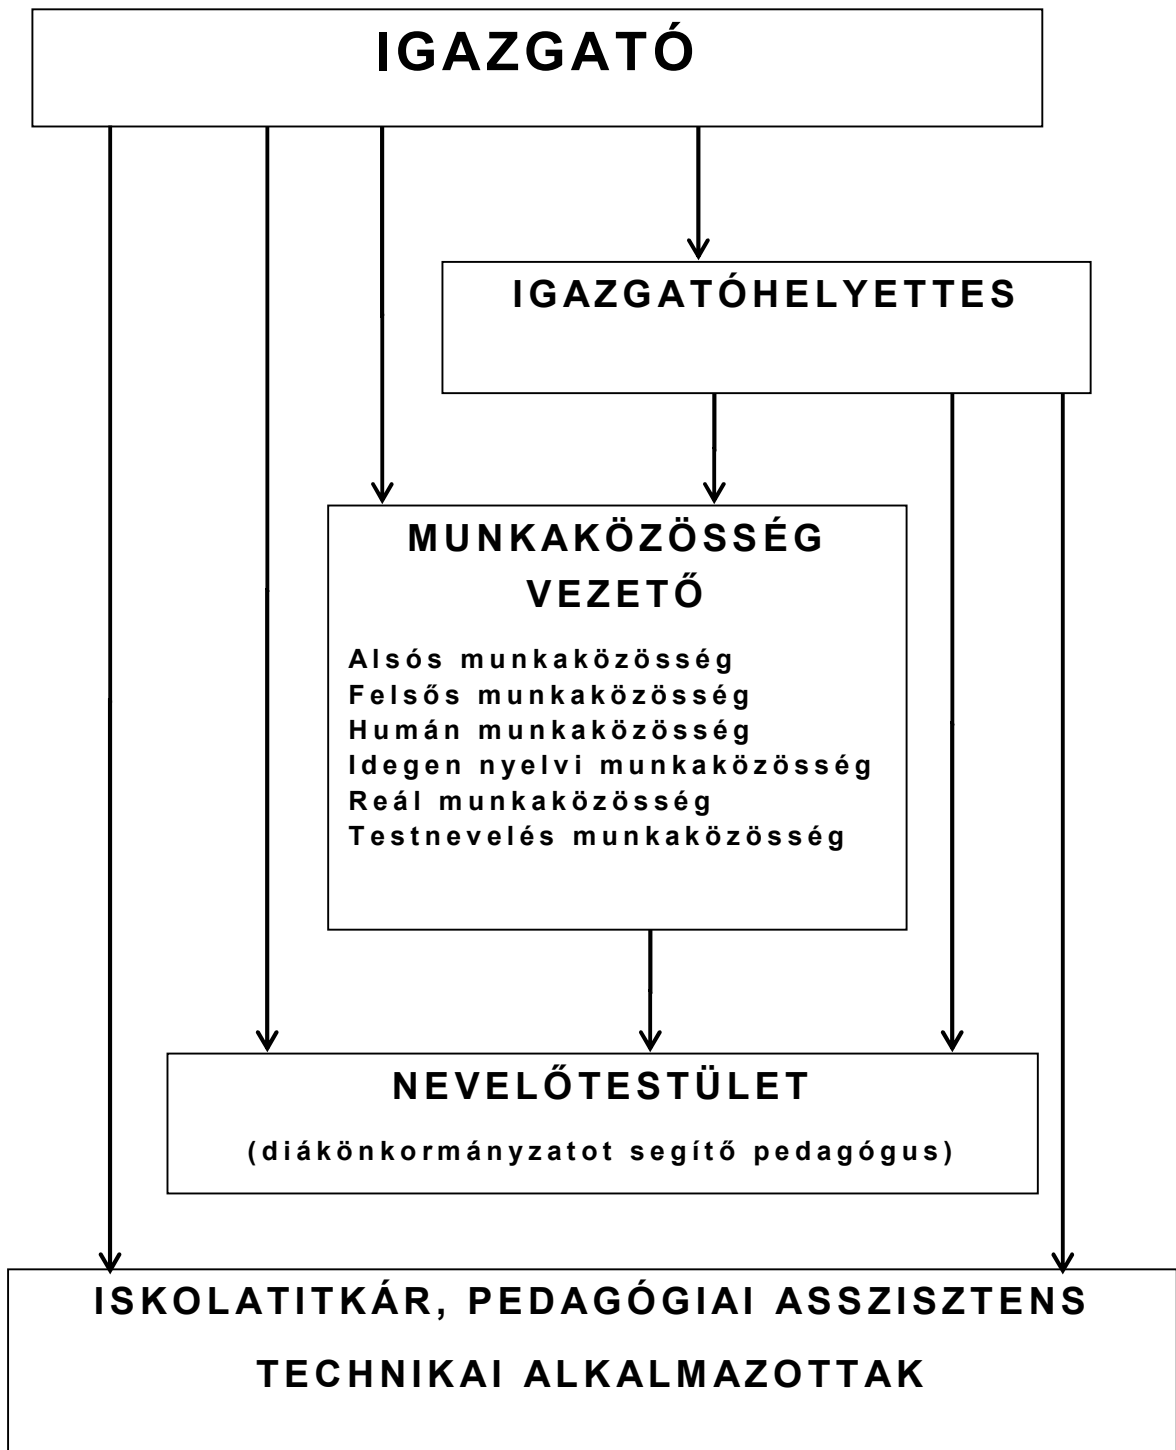 IGAZGATÓ
IGAZGATÓHELYETTES
MUNKAKÖZÖSSÉG
VEZETŐ
Alsós munkaközösség
Felsős munkaközösség
Humán munkaközösség
Idegen nyelvi munkaközösség
Reál munkaközösség
Testnevelés munkaközösség
NEVELŐTESTÜLET
(diákönkormányzatot segítő pedagógus)
ISKOLATITKÁR, PEDAGÓGIAI ASSZISZTENS
TECHNIKAI ALKALMAZOTTAK